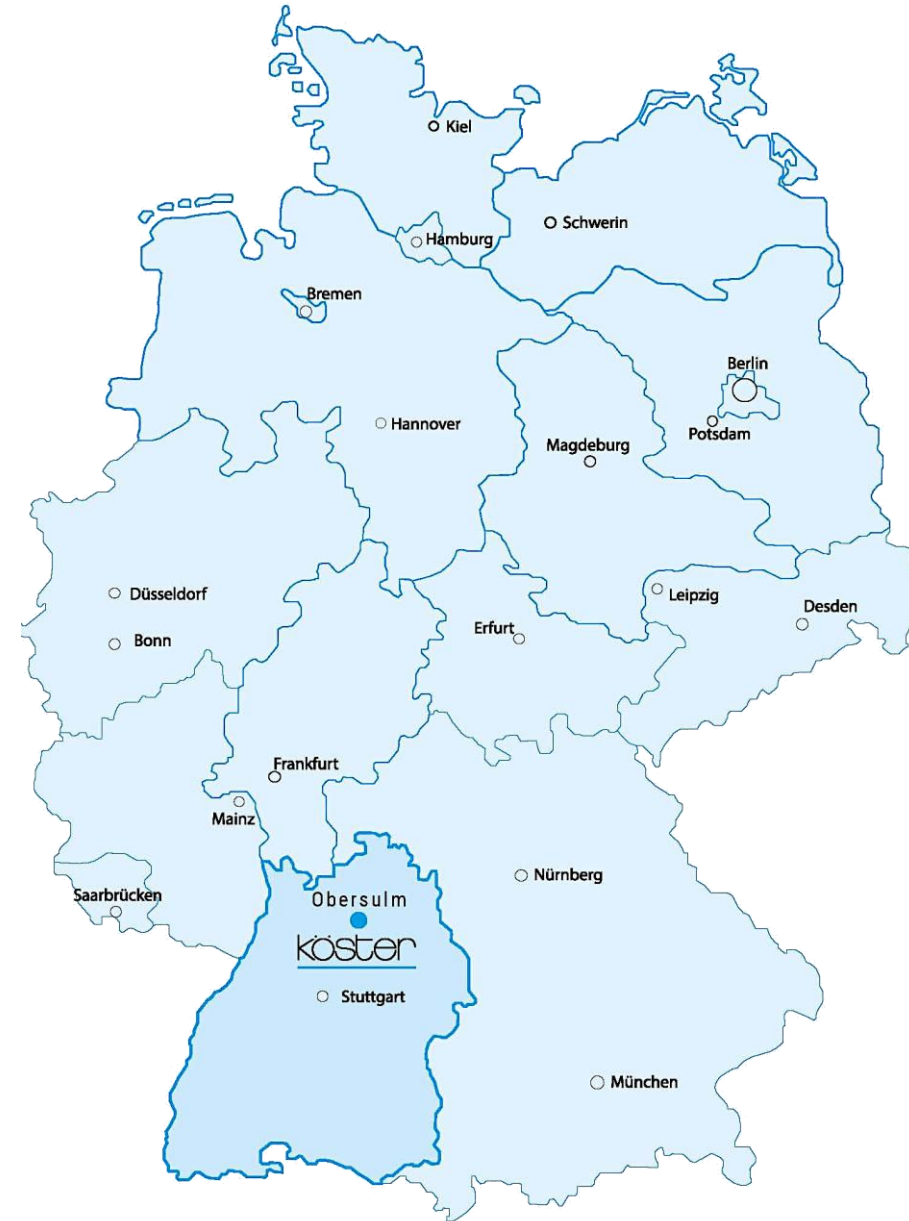 Kiel
Schwerin
Hamburg
Bremen
Berlin
Hannover
Potsdam
Magdeburg
Düsseldorf
Leipzig
Desden
Erfurt
Bonn
Frankfurt
Mainz
Nürnberg
Saarbrücken
Obersulm
köster
Stuttgart
München